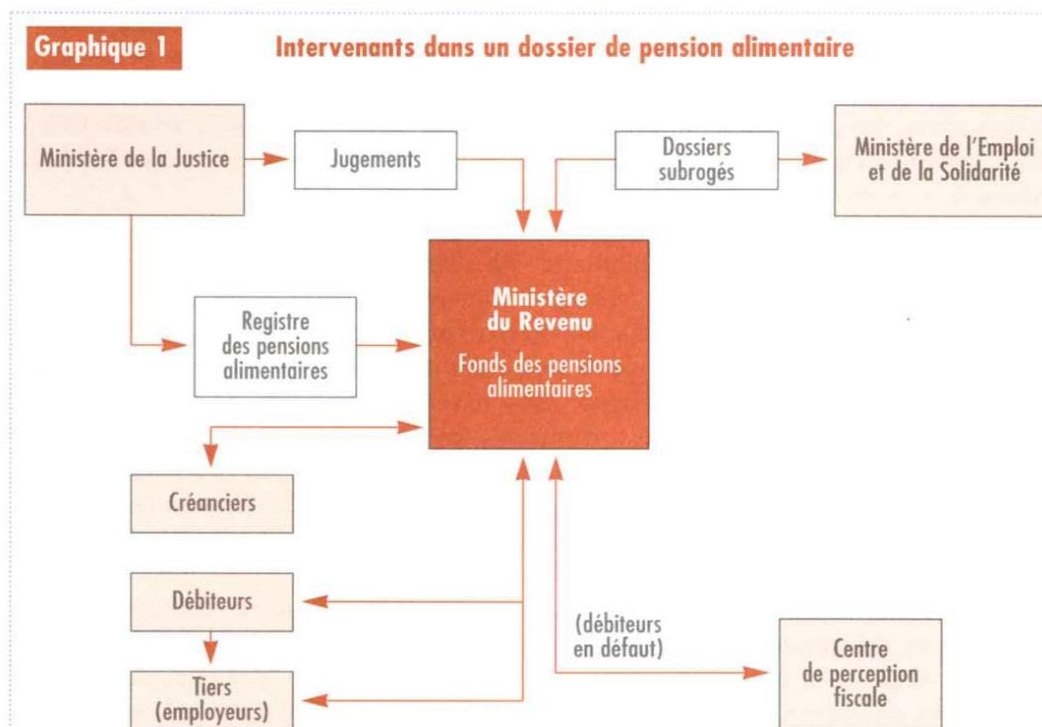 Graphique 1
Intervenants dans un dossier de pension alimentaire
Ministère de la Justice
Jugements
Dossiers
subrogés
Ministère de l'Emploi
et de la Solidarité
Ministère
du Revenu
Fonds des pensions
alimentaires
Registre
des pensions
alimentaires
Créanciers
Débiteurs
Tiers
(employeurs)
(débiteurs
en défaut)
Centre
de perception
fiscale